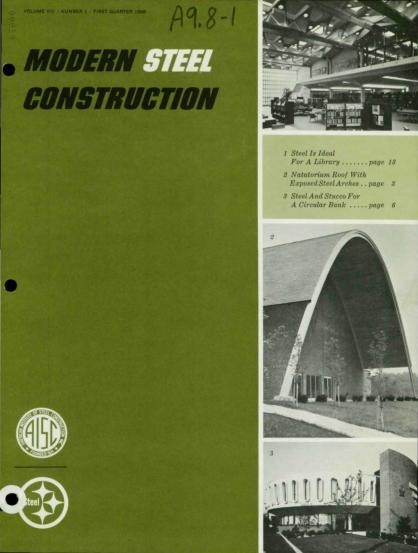 VOLUME VIII / NUMBER 1 / FIRST QUARTER 1968
A9.8-1
MODERN STEEL
CONSTRUCTION
1 Steel Is Ideal
For A Library ....... page 13
2 Natatorium Roof With
Exposed Steel Arches .. page 3
3 Steel And Stucco For
A Circular Bank ..... page 6
2
3
AISC
Steel